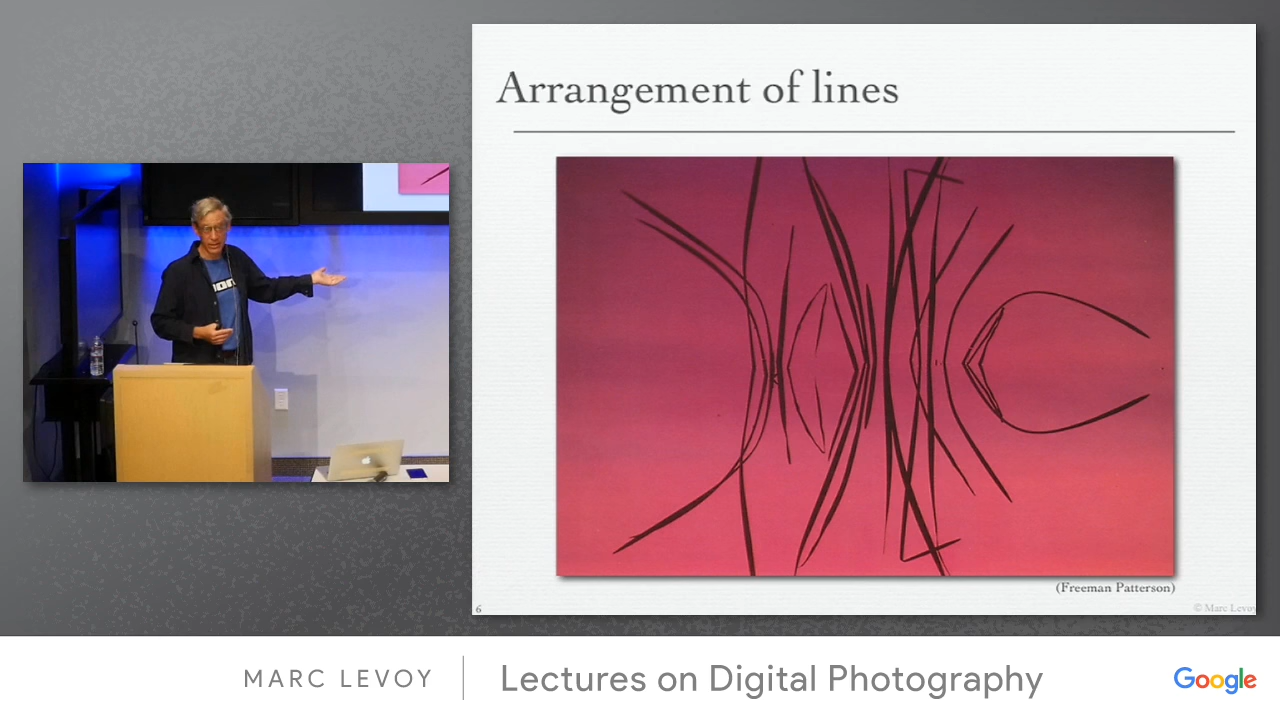 Arrangement of lines
(Freeman Patterson)
6
© Marc Levoy
MARC LEVOY
Lectures on Digital Photography
Google